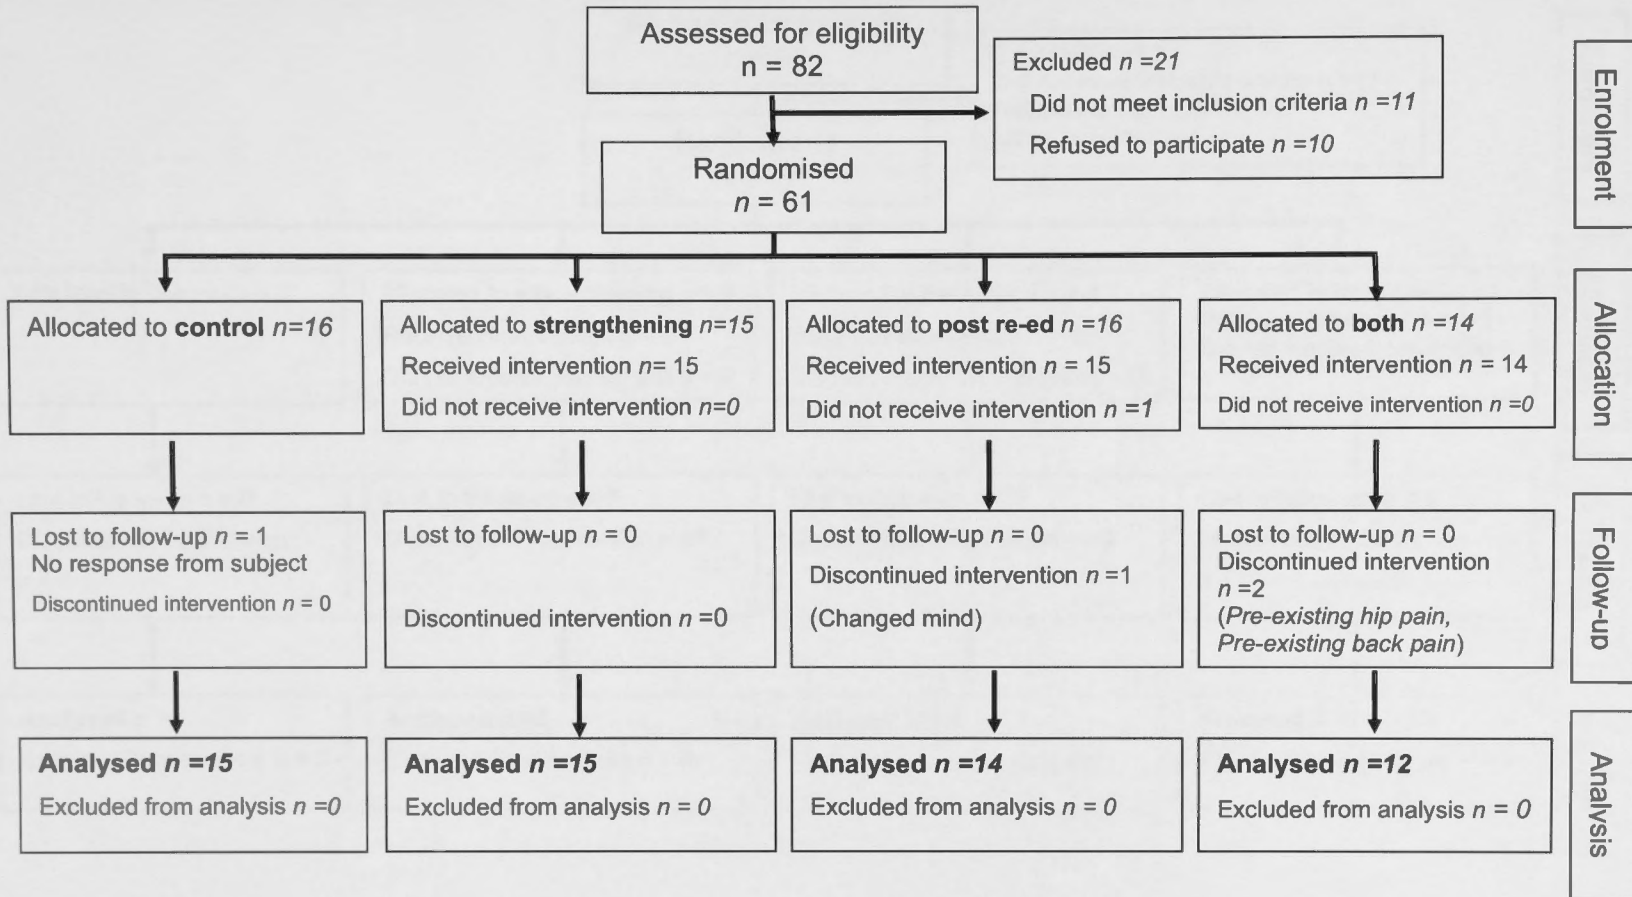 Assessed for eligibility
n = 82
Excluded n =21
Did not meet inclusion criteria n =11
Refused to participate n =10
Randomised
n = 61
Enrolment
Allocated to control n=16
Allocated to strengthening n=15
Received intervention n= 15
Did not receive intervention n=0
Allocated to post re-ed n =16
Received intervention n = 15
Did not receive intervention n =1
Allocated to both n =14
Received intervention n = 14
Did not receive intervention n =0
Allocation
Lost to follow-up n = 1
No response from subject
Discontinued intervention n = 0
Lost to follow-up n = 0
Discontinued intervention n =0
Lost to follow-up n = 0
Discontinued intervention n =1
(Changed mind)
Lost to follow-up n = 0
Discontinued intervention
n =2
(Pre-existing hip pain,
Pre-existing back pain)
Follow-up
Analysed n =15
Excluded from analysis n =0
Analysed n =15
Excluded from analysis n = 0
Analysed n =14
Excluded from analysis n = 0
Analysed n =12
Excluded from analysis n = 0
Analysis